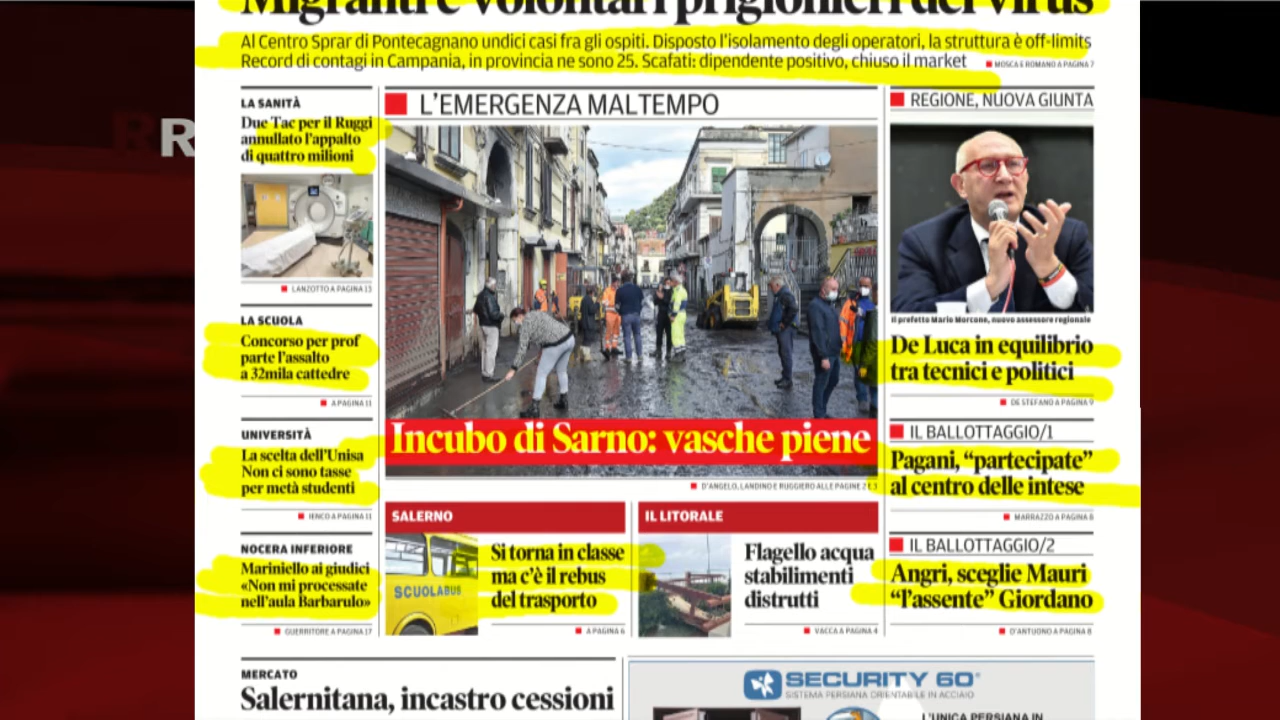 Migranti e volontari prigionieri del virus
Al Centro Sprar di Pontecagnano undici casi fra gli ospiti. Disposto l'isolamento degli operatori, la struttura è off-limits
Record di contagi in Campania, in provincia ne sono 25. Scafati: dipendente positivo, chiuso il market
MOSCA E ROMANO A PAGINA 7
R
LA SANITÀ
Due Tac per il Ruggi
annullato l'appalto
di quattro milioni
LANZOTTO A PAGINA 13
LA SCUOLA
Concorso per prof
parte l'assalto
a 32mila cattedre
A PAGINA 11
UNIVERSITÀ
La scelta dell'Unisa
Non ci sono tasse
per metà studenti
IENCO A PAGINA 11
NOCERA INFERIORE
Mariniello ai giudici
«Non mi processate
nell'aula Barbarulo»
GUERRITORE A PAGINA 17
L'EMERGENZA MALTEMPO
Incubo di Sarno: vasche piene
D'ANGELO, LANDINO E RUGGIERO ALLE PAGINE 2 E 3
SALERNO
SCUOLABUS
Si torna in classe
ma c'è il rebus
del trasporto
A PAGINA 6
IL LITORALE
Flagello acqua
stabilimenti
distrutti
VACCA A PAGINA 4
REGIONE, NUOVA GIUNTA
Il prefetto Mario Morcone, nuovo assessore regionale
De Luca in equilibrio
tra tecnici e politici
DE STEFANO A PAGINA 9
IL BALLOTTAGGIO/1
Pagani, "partecipate"
al centro delle intese
MARRAZZO A PAGINA 8
IL BALLOTTAGGIO/2
Angri, sceglie Mauri
"l'assente" Giordano
D'ANTUONO A PAGINA 8
MERCATO
Salernitana, incastro cessioni
SECURITY 60
SISTEMA PERSIANA ORIENTABILE IN ACCIAIO
L'UNICA PERSIANA IN